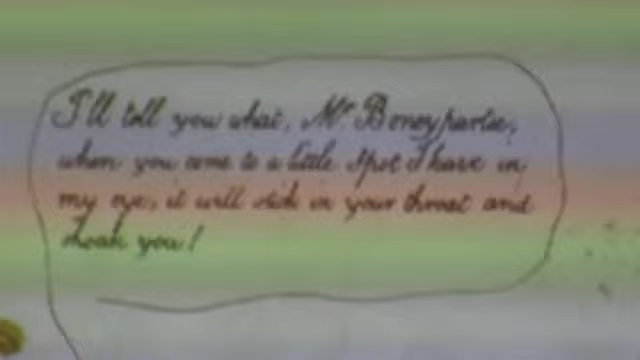 I'll tell you what, Mr. Boneypartee,
when you come to a little spot I have in
my eye, it will stick in your throat and
choak you!